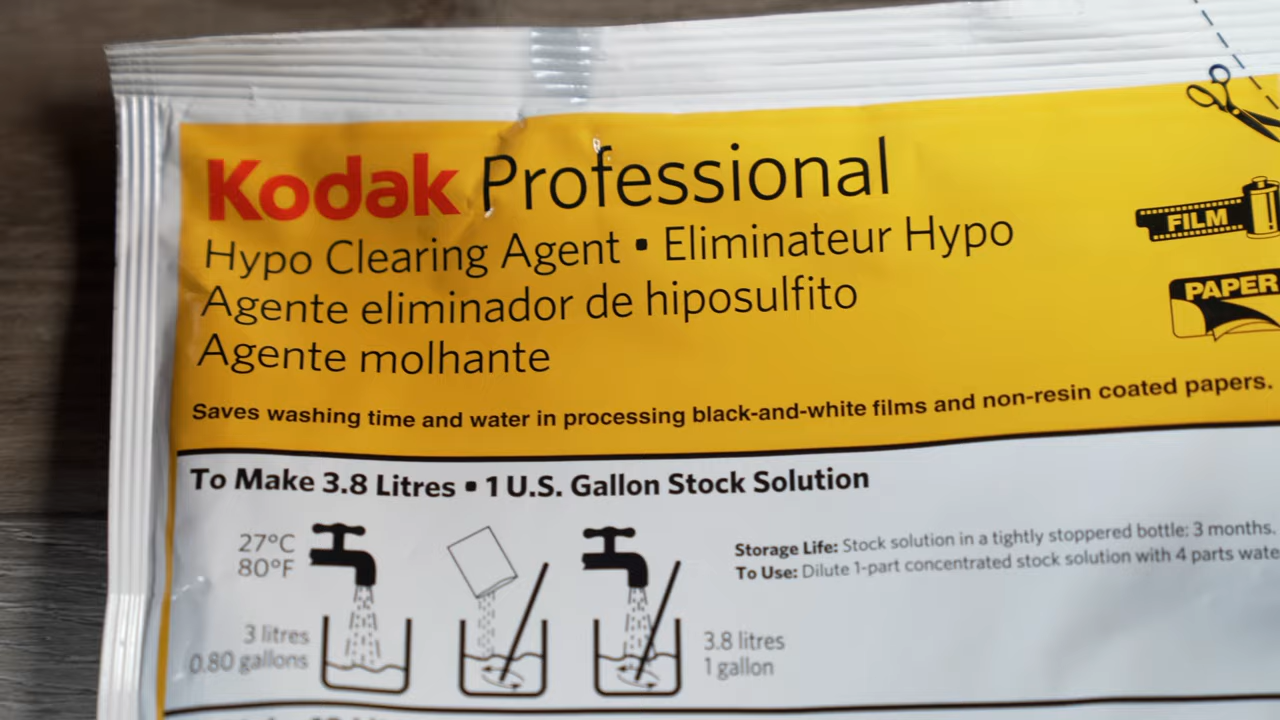 Kodak Professional
Hypo Clearing Agent ▪ Eliminateur Hypo
Agente eliminador de hiposulfito
Agente molhante
FILM
PAPER
Saves washing time and water in processing black-and-white films and non-resin coated papers.
To Make 3.8 Litres ▪ 1 U.S. Gallon Stock Solution
27°C
80°F
3 litres
0.80 gallons
3.8 litres
1 gallon
Storage Life: Stock solution in a tightly stoppered bottle: 3 months.
To Use: Dilute 1-part concentrated stock solution with 4 parts wate